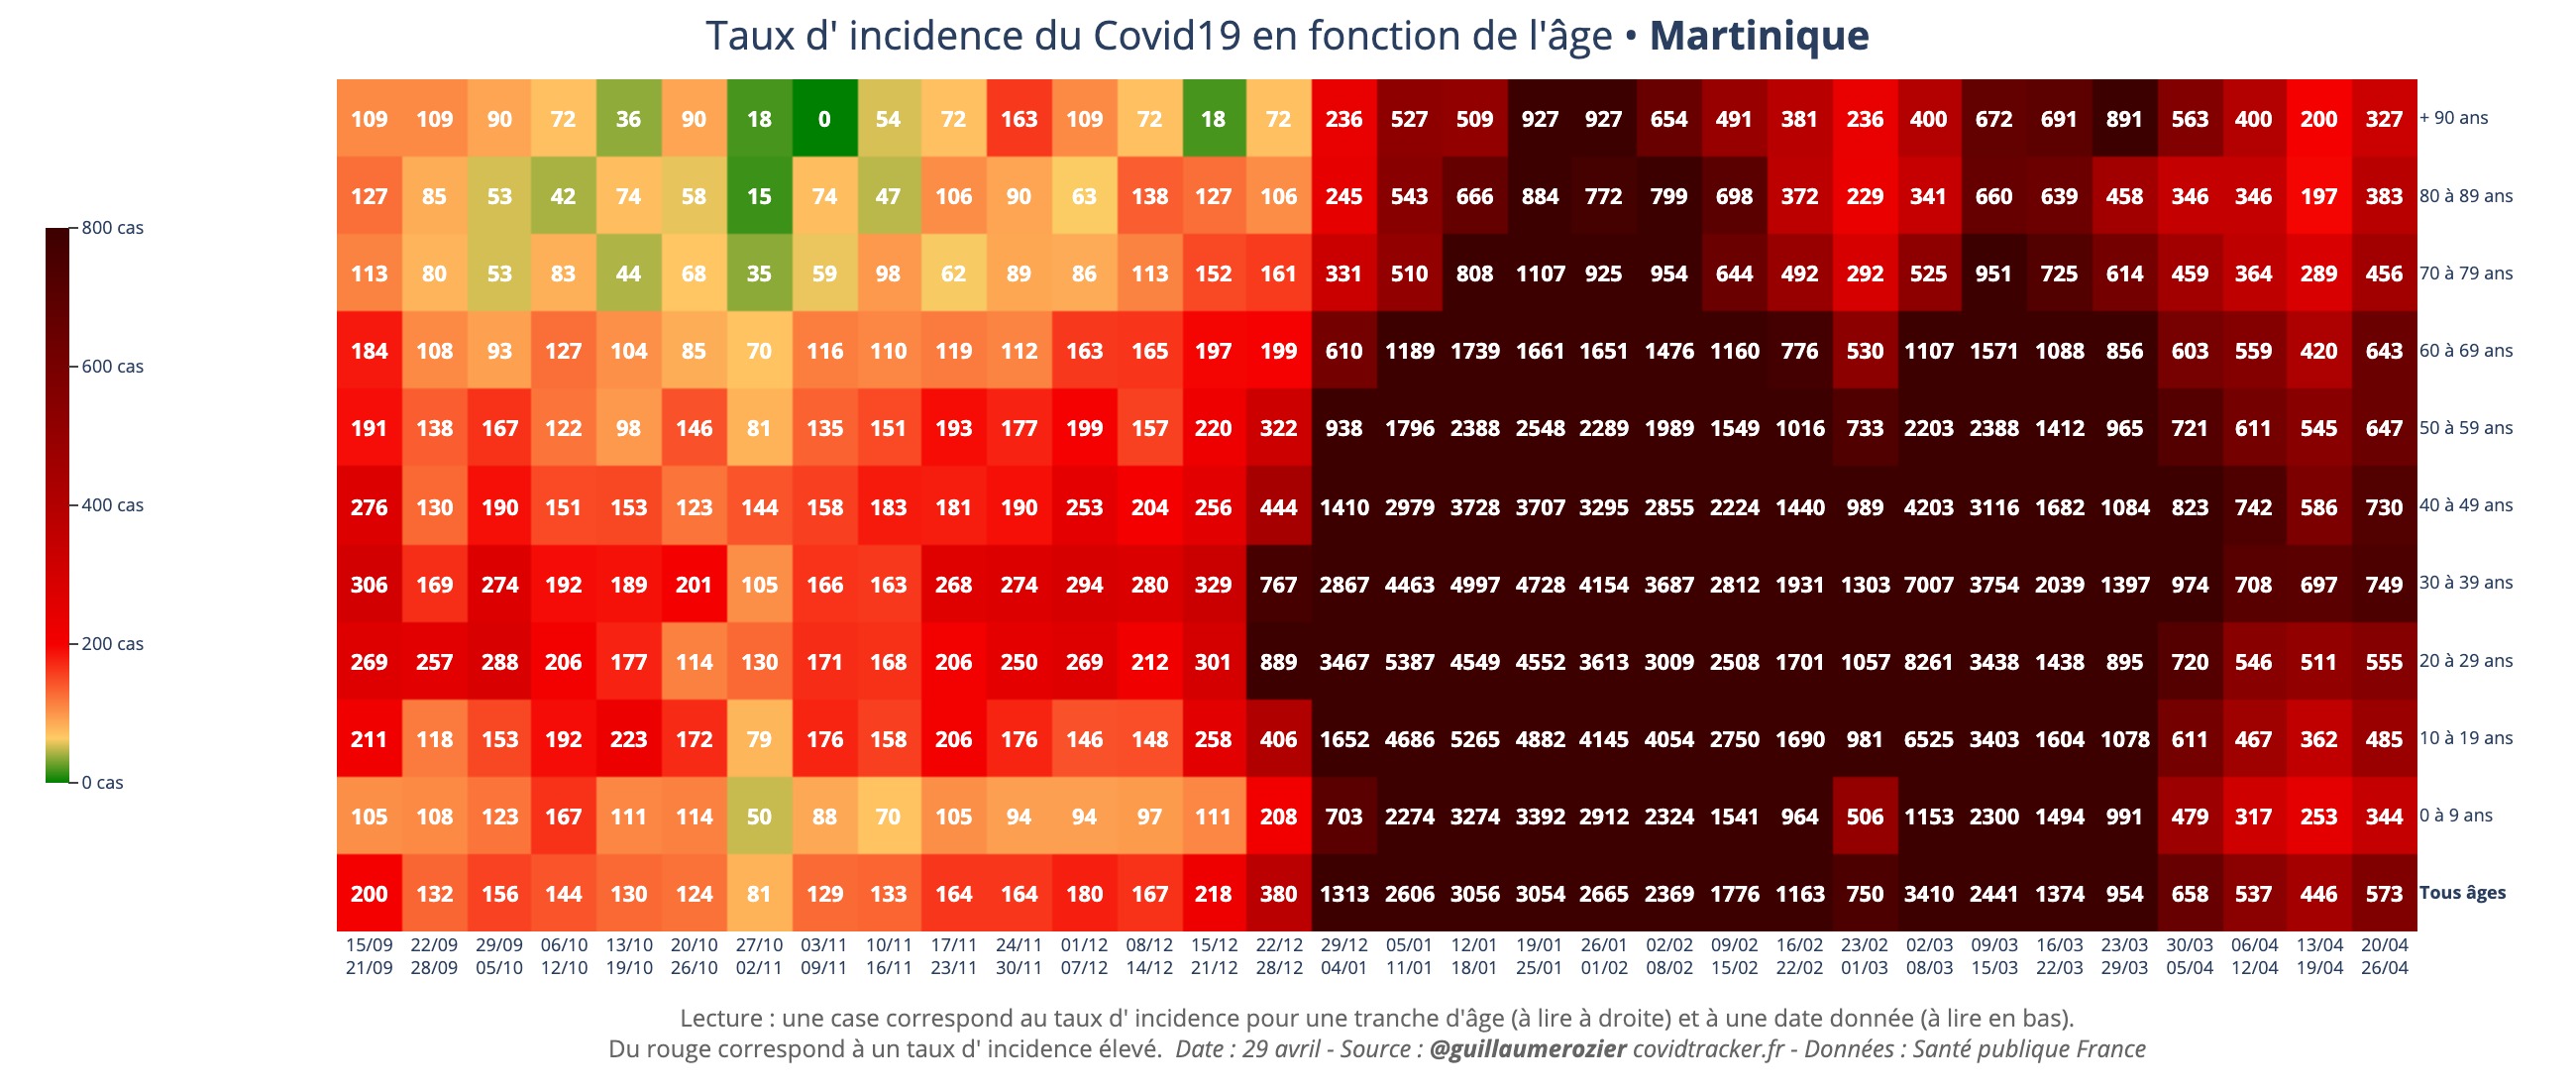 Taux d' incidence du Covid19 en fonction de l'âge • Martinique
109 109 90 72 36 90 18 0 54 72 163 109 72 18 72 236 527 509 927 927 654 491 381 236 400 672 691 891 563 400 200 327 + 90 ans
127 85 53 42 74 58 15 74 47 106 90 63 138 127 106 245 543 666 884 772 799 698 372 229 341 660 639 458 346 346 197 383 80 à 89 ans
800 cas
113 80 53 83 44 68 35 59 98 62 89 86 113 152 161 331 510 808 1107 925 954 644 492 292 525 951 725 614 459 364 289 456 70 à 79 ans
184 108 93 127 104 85 70 116 110 119 112 163 165 197 199 610 1189 1739 1661 1651 1476 1160 776 530 1107 1571 1088 856 603 559 420 643 60 à 69 ans
600 cas
191 138 167 122 98 146 81 135 151 193 177 199 157 220 322 938 1796 2388 2548 2289 1989 1549 1016 733 2203 2388 1412 965 721 611 545 647 50 à 59 ans
400 cas
276 130 190 151 153 123 144 158 183 181 190 253 204 256 444 1410 2979 3728 3707 3295 2855 2224 1440 989 4203 3116 1682 1084 823 742 586 730 40 à 49 ans
306 169 274 192 189 201 105 166 163 268 274 294 280 329 767 2867 4463 4997 4728 4154 3687 2812 1931 1303 7007 3754 2039 1397 974 708 697 749 30 à 39 ans
200 cas
269 257 288 206 177 114 130 171 168 206 250 269 212 301 889 3467 5387 4549 4552 3613 3009 2508 1701 1057 8261 3438 1438 895 720 546 511 555 20 à 29 ans
211 118 153 192 223 172 79 176 158 206 176 146 148 258 406 1652 4686 5265 4882 4145 4054 2750 1690 981 6525 3403 1604 1078 611 467 362 485 10 à 19 ans
0 cas
105 108 123 167 111 114 50 88 70 105 94 94 97 111 208 703 2274 3274 3392 2912 2324 1541 964 506 1153 2300 1494 991 479 317 253 344 0 à 9 ans
200 132 156 144 130 124 81 129 133 164 164 180 167 218 380 1313 2606 3056 3054 2665 2369 1776 1163 750 3410 2441 1374 954 658 537 446 573 Tous âges
15/09 22/09 29/09 06/10 13/10 20/10 27/10 03/11 10/11 17/11 24/11 01/12 08/12 15/12 22/12 29/12 05/01 12/01 19/01 26/01 02/02 09/02 16/02 23/02 02/03 09/03 16/03 23/03 30/03 06/04 13/04 20/04
21/09 28/09 05/10 12/10 19/10 26/10 02/11 09/11 16/11 23/11 30/11 07/12 14/12 21/12 28/12 04/01 11/01 18/01 25/01 01/02 08/02 15/02 22/02 01/03 08/03 15/03 22/03 29/03 05/04 12/04 19/04 26/04
Lecture : une case correspond au taux d' incidence pour une tranche d'âge (à lire à droite) et à une date donnée (à lire en bas).
Du rouge correspond à un taux d' incidence élevé. Date : 29 avril - Source : @guillaumerozier covidtracker.fr - Données : Santé publique France